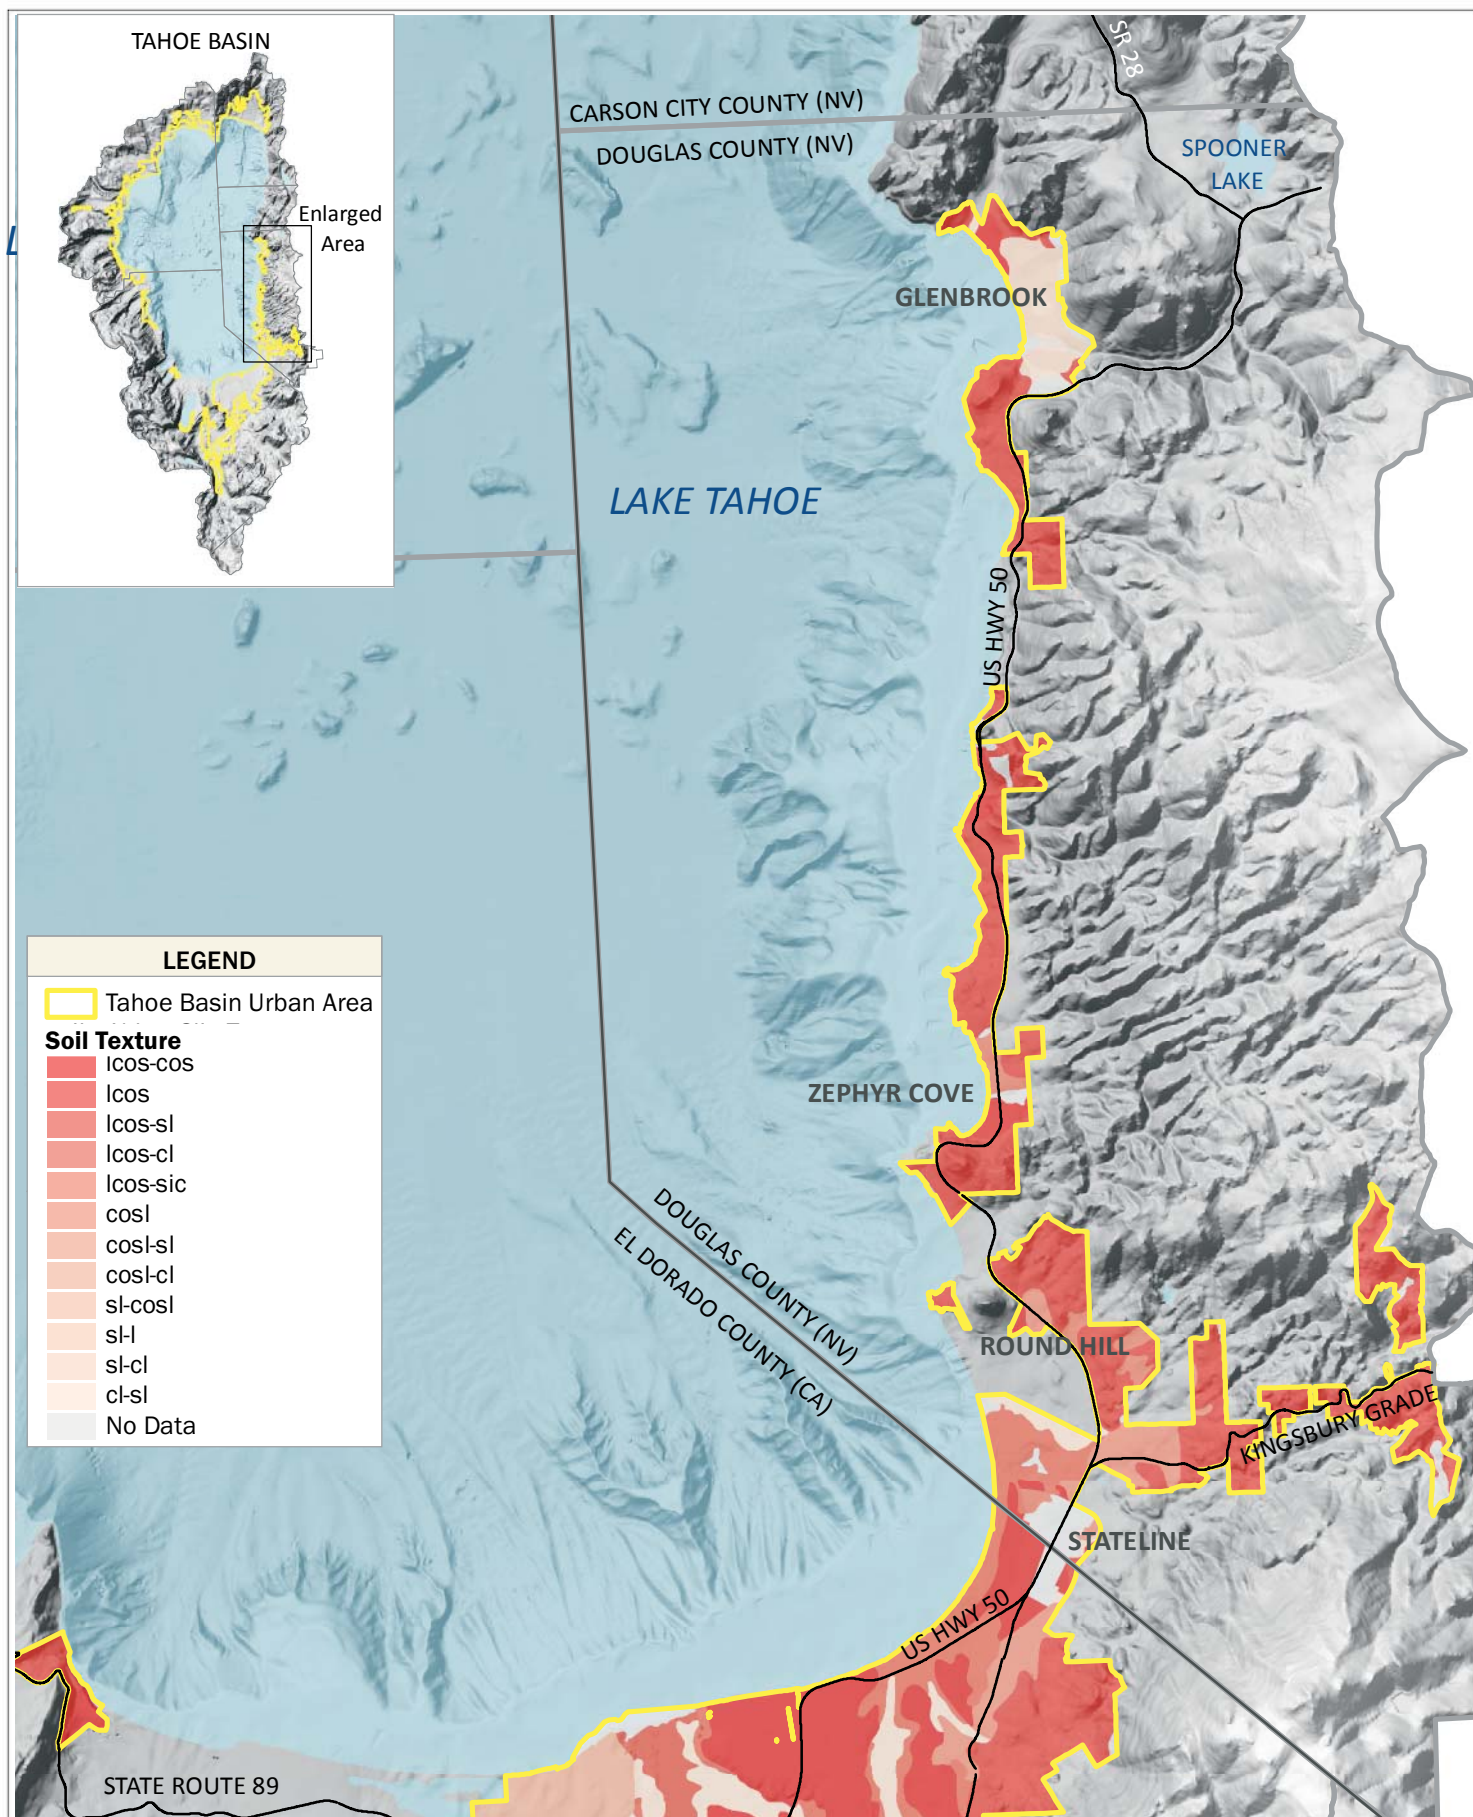 TAHOE BASIN
Enlarged
Area
L
CARSON CITY COUNTY (NV)
DOUGLAS COUNTY (NV)
SR 28
SPOONER
LAKE
GLENBROOK
LAKE TAHOE
US HWY 50
ZEPHYR COVE
DOUGLAS COUNTY (NV)
EL DORADO COUNTY (CA)
ROUND HILL
KINGSBURY GRADE
STATELINE
US HWY 50
STATE ROUTE 89
LEGEND
Tahoe Basin Urban Area
Soil Texture
lcos-cos
lcos
lcos-sl
lcos-cl
lcos-sic
cosl
cosl-sl
cosl-cl
sl-cosl
sl-l
sl-cl
cl-sl
No Data